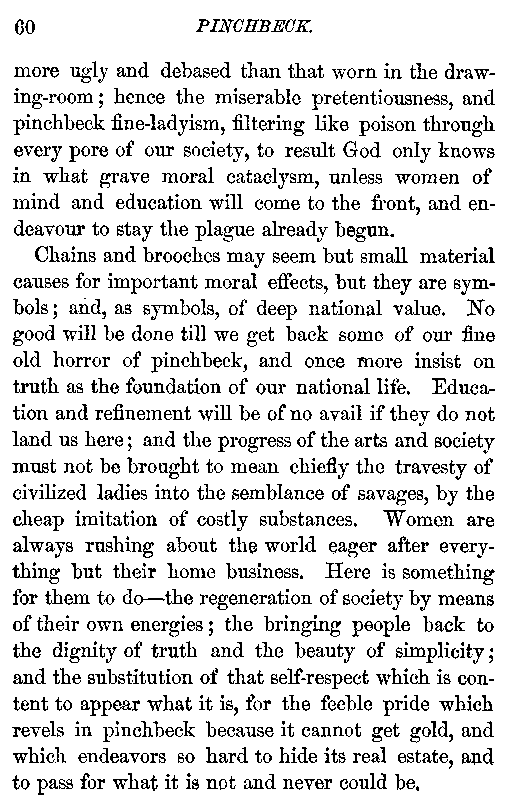 60 PINCHBECK.
more ugly and debased than that worn in the draw-
ing-room; hence the miserable pretentiousness, and
pinchbeck fine-ladyism, filtering like poison through
every pore of our society, to result God only knows
in what grave moral cataclysm, unless women of
mind and education will come to the front, and en-
deavour to stay the plague already begun.
Chains and brooches may seem but small material
causes for important moral effects, but they are sym-
bols; and, as symbols, of deep national value. No
good will be done till we get back some of our fine
old horror of pinchbeck, and once more insist on
truth as the foundation of our national life. Educa-
tion and refinement will be of no avail if they do not
land us here; and the progress of the arts and society
must not be brought to mean chiefly the travesty of
civilized ladies into the semblance of savages, by the
cheap imitation of costly substances. Women are
always rushing about the world eager after every-
thing but their home business. Here is something
for them to do—the regeneration of society by means
of their own energies; the bringing people back to
the dignity of truth and the beauty of simplicity;
and the substitution of that self-respect which is con-
tent to appear what it is, for the feeble pride which
revels in pinchbeck because it cannot get gold, and
which endeavors so hard to hide its real estate, and
to pass for what it is not and never could be.